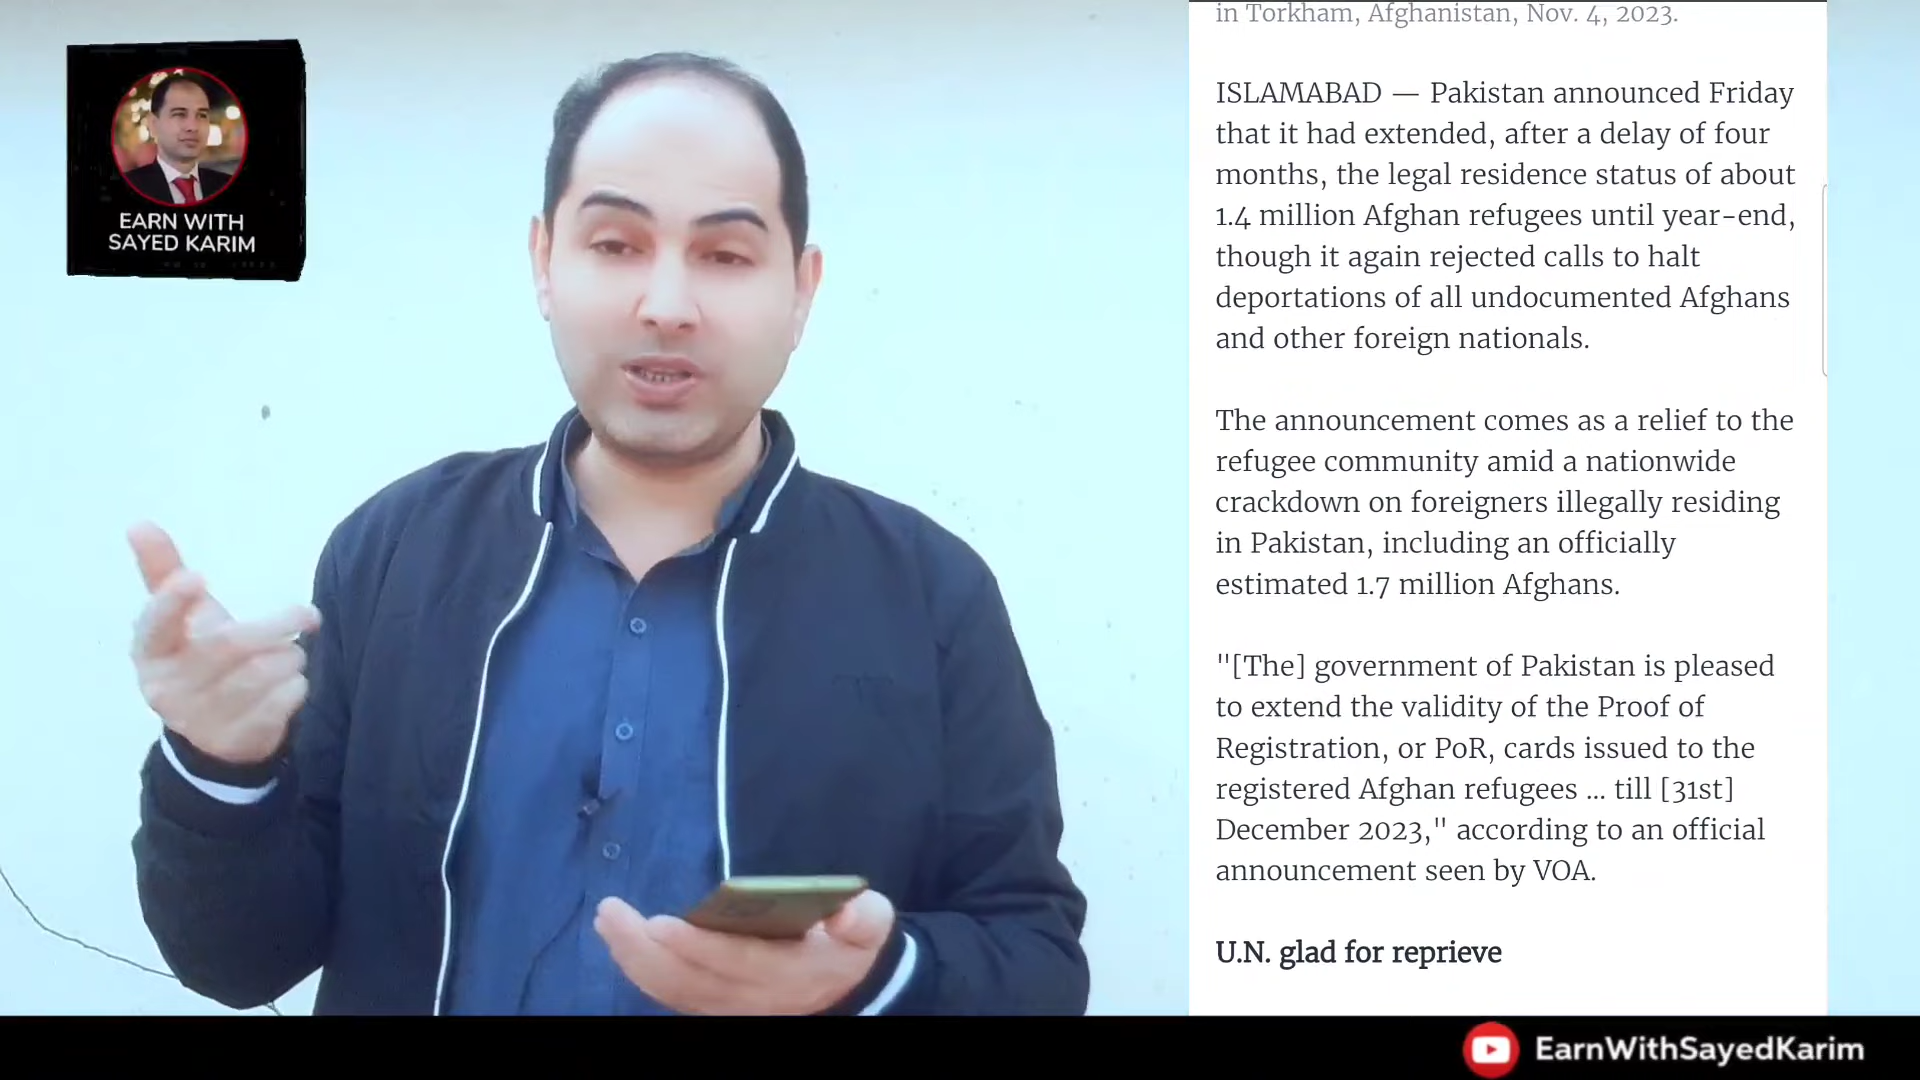 EARN WITH
SAYED KARIM
in Torkham, Afghanistan, Nov. 4, 2023.
ISLAMABAD — Pakistan announced Friday
that it had extended, after a delay of four
months, the legal residence status of about
1.4 million Afghan refugees until year-end,
though it again rejected calls to halt
deportations of all undocumented Afghans
and other foreign nationals.
The announcement comes as a relief to the
refugee community amid a nationwide
crackdown on foreigners illegally residing
in Pakistan, including an officially
estimated 1.7 million Afghans.
"[The] government of Pakistan is pleased
to extend the validity of the Proof of
Registration, or PoR, cards issued to the
registered Afghan refugees ... till [31st]
December 2023," according to an official
announcement seen by VOA.
U.N. glad for reprieve
EarnWithSayedKarim